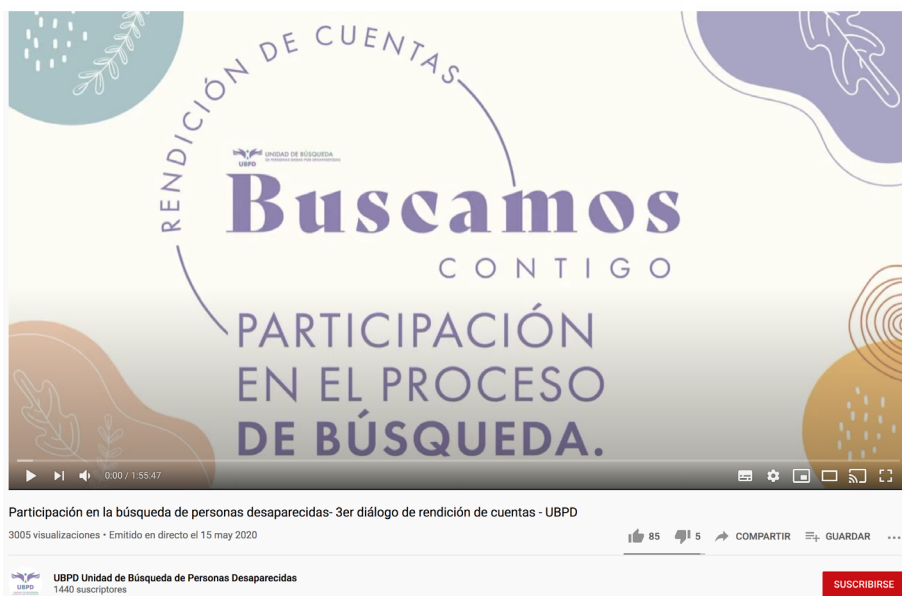 RENDICIÓN DE CUENTAS
UBPD
UNIDAD DE BÚSQUEDA
Buscamos
CONTIGO
PARTICIPACIÓN
EN EL PROCESO
DE BÚSQUEDA.
0:00 / 1:55:47
Participación en la búsqueda de personas desaparecidas- 3er diálogo de rendición de cuentas - UBPD
3005 visualizaciones • Emitido en directo el 15 may 2020
85 5 COMPARTIR GUARDAR ...
UBPD
UBPD Unidad de Búsqueda de Personas Desaparecidas
1440 suscriptores
SUSCRIBIRSE